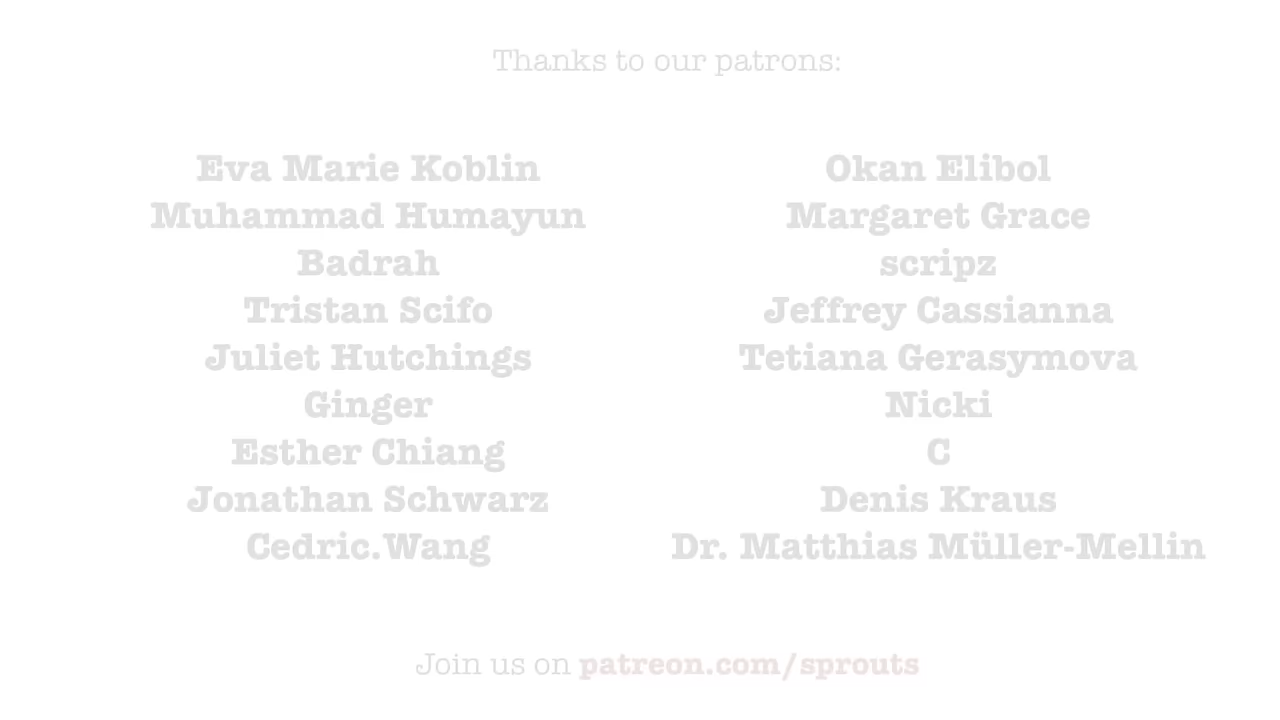 Thanks to our patrons:
Eva Marie Koblin
Muhammad Humayun
Badrah
Tristan Scifo
Juliet Hutchings
Ginger
Esther Chiang
Jonathan Schwarz
Cedric.Wang
Okan Elibol
Margaret Grace
scripz
Jeffrey Cassianna
Tetiana Gerasymova
Nicki
C
Denis Kraus
Dr. Matthias Müller-Mellin
Join us on patreon.com/sprouts